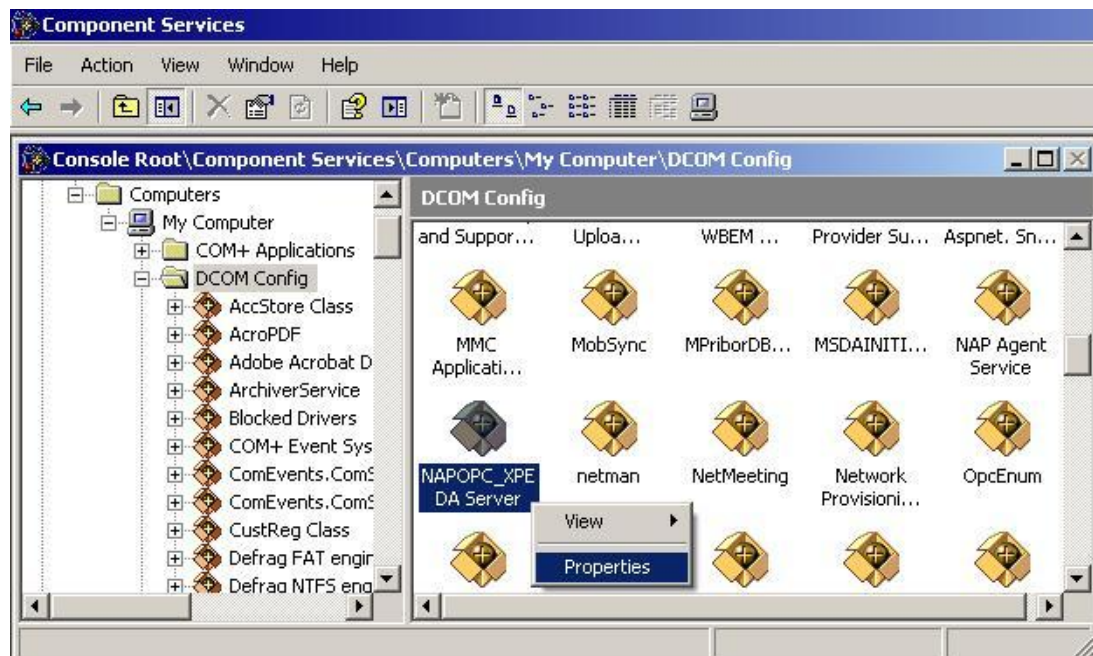 Component Services
File Action View Window Help
Console Root\Component Services\Computers\My Computer\DCOM Config
Computers
My Computer
COM+ Applications
DCOM Config
AccStore Class
AcroPDF
Adobe Acrobat D
ArchiverService
Blocked Drivers
COM+ Event Sys
ComEvents.ComS
ComEvents.ComS
CustReg Class
Defrag FAT engin
Defrag NTFS eng
DCOM Config
and Suppor... Uploa... WBEM ... Provider Su... Aspnet. Sn...
MMC Applicati... MobSync MPriborDB... MSDAINITI... NAP Agent Service
NAPOPC_XPE DA Server netman NetMeeting Network Provisioni... OpcEnum
View
Properties